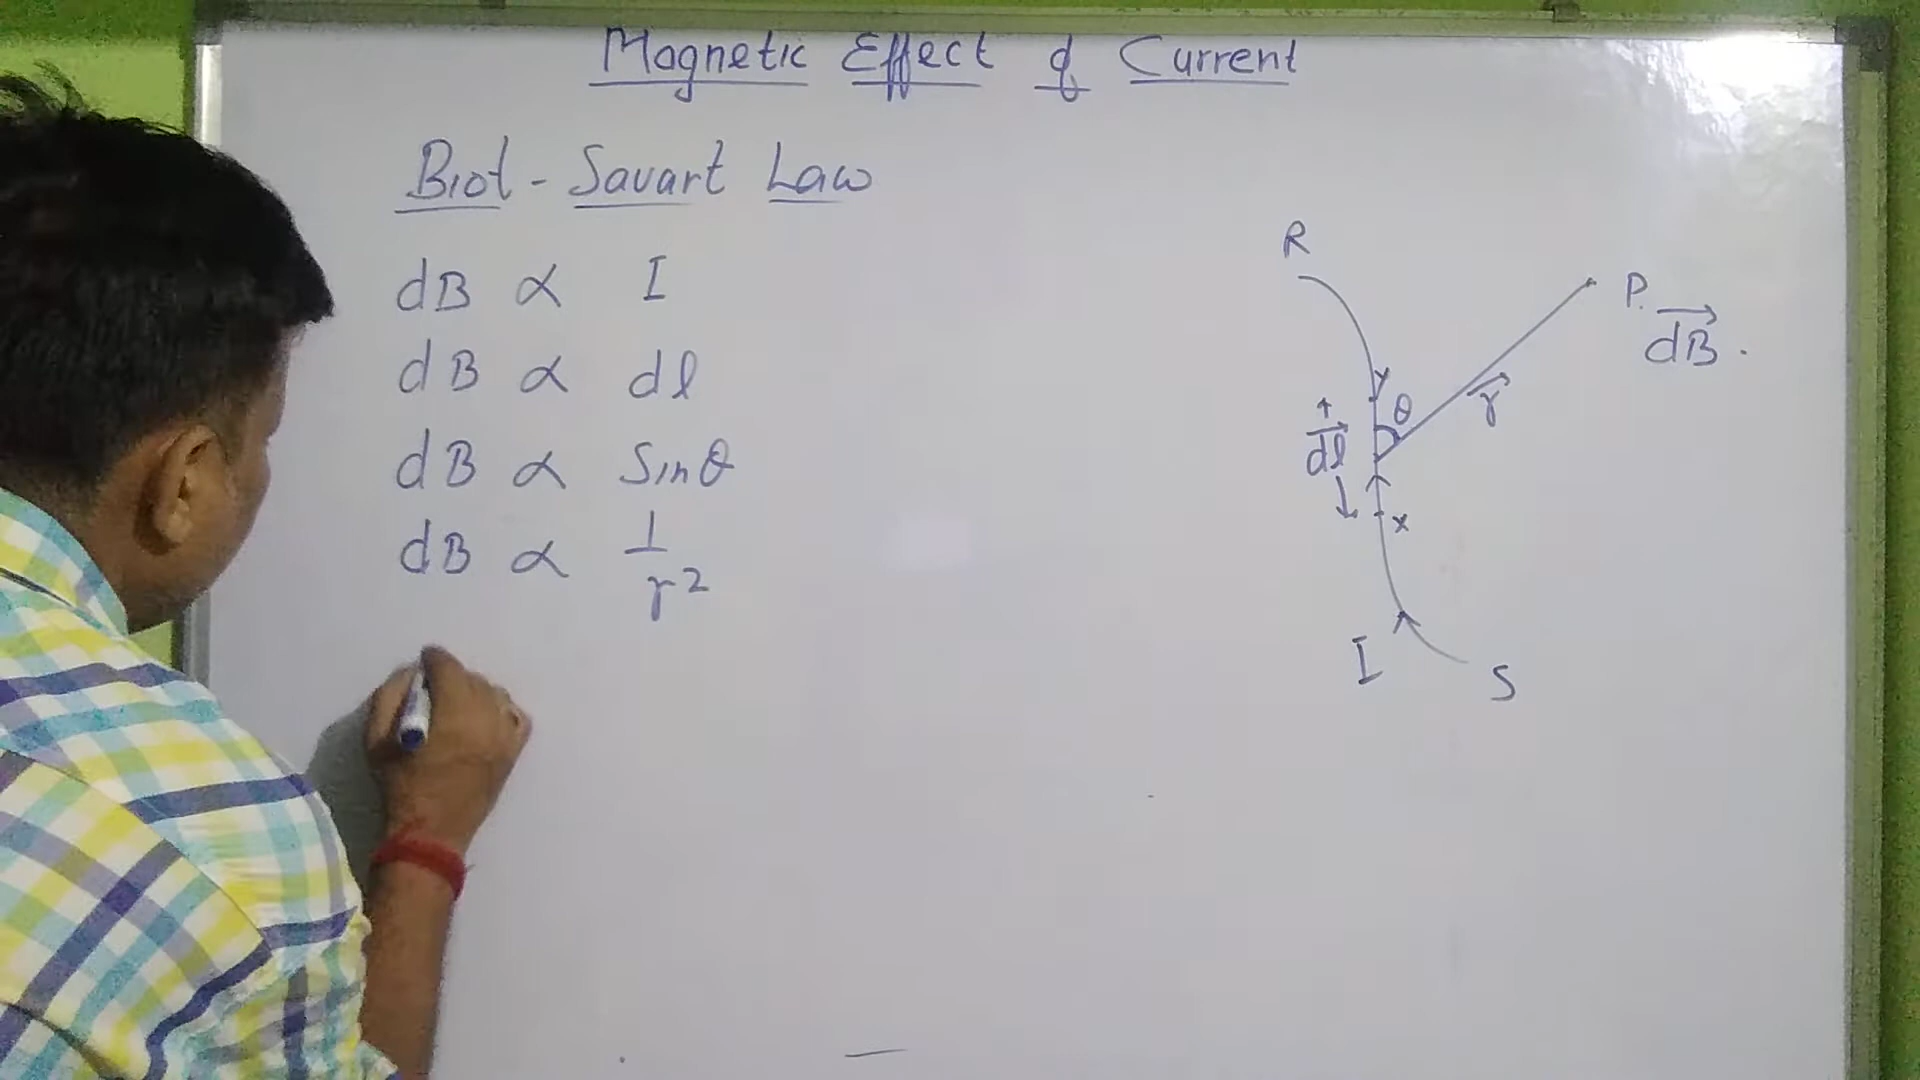 Magnetic Effect of Current
Biot - Savart Law
dB ∝ I
dB ∝ dl
dB ∝ Sinθ
dB ∝ 1/r²
R
P.
dB⃗ .
Y
θ
r⃗
dl⃗
X
I
S